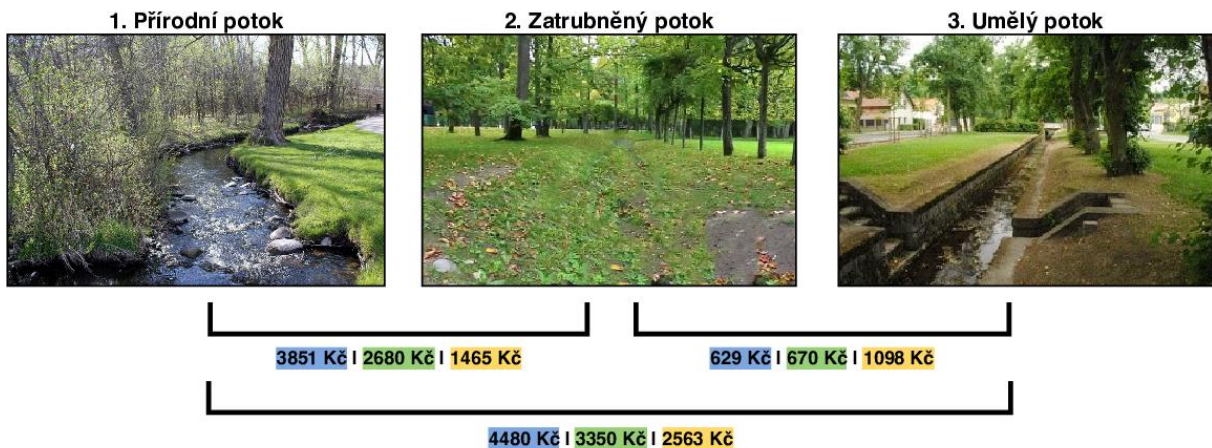 1. Přírodní potok
2. Zatrubněný potok
3. Umělý potok
3851 Kč I 2680 Kč I 1465 Kč
629 Kč I 670 Kč I 1098 Kč
4480 Kč I 3350 Kč I 2563 Kč